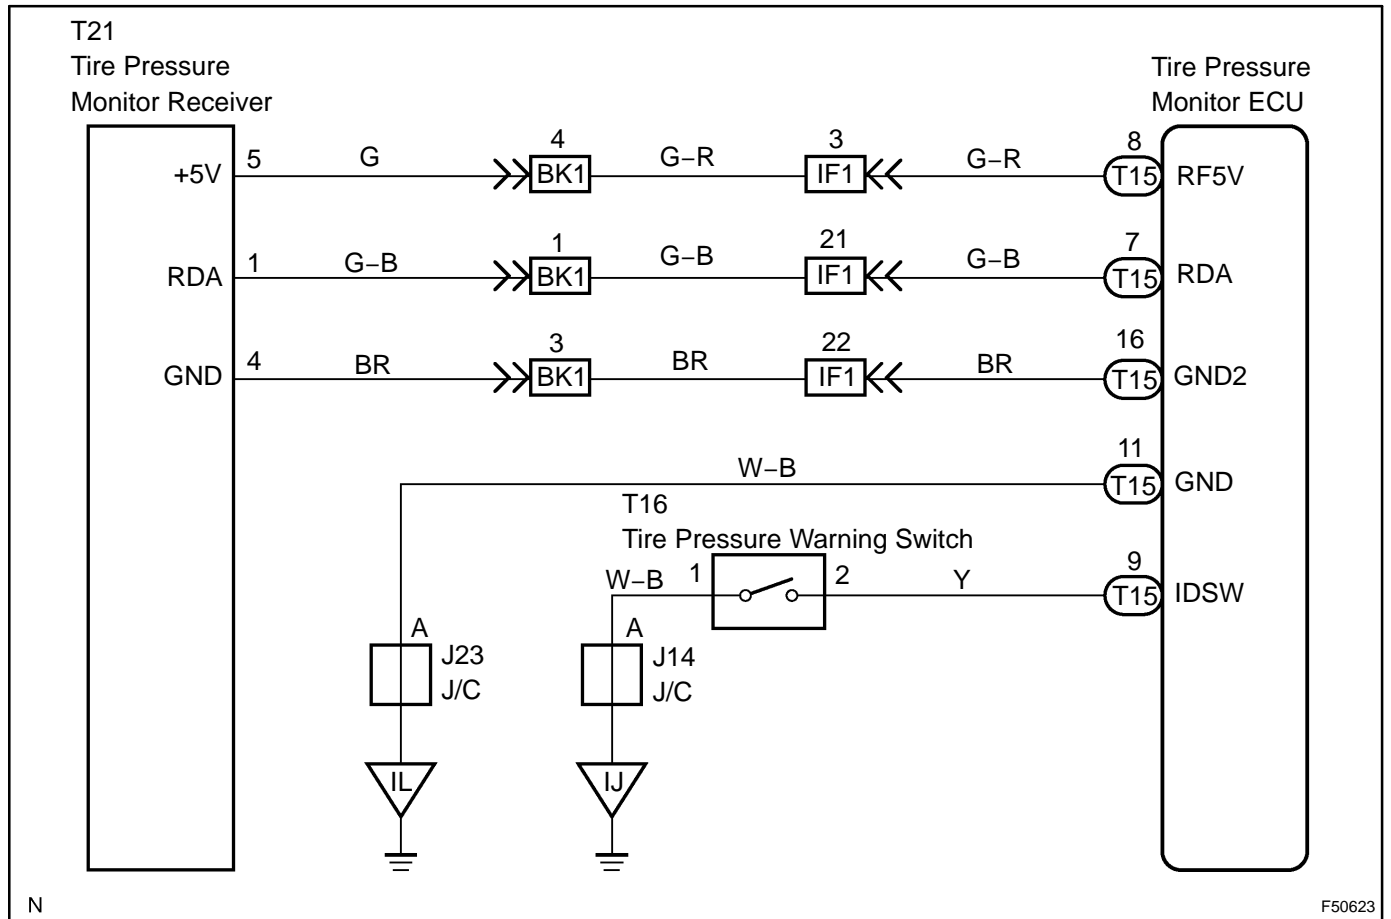 T21
Tire Pressure
Monitor Receiver
Tire Pressure
Monitor ECU
+5V 5 G 4 BK1 G–R 3 IF1 G–R 8 T15 RF5V
RDA 1 G–B 1 BK1 G–B 21 IF1 G–B 7 T15 RDA
GND 4 BR 3 BK1 BR 22 IF1 BR 16 T15 GND2
W–B 11 T15 GND
T16
Tire Pressure Warning Switch
W–B 1 2 Y 9 T15 IDSW
A J23
J/C
A J14
J/C
IL
IJ
N
F50623